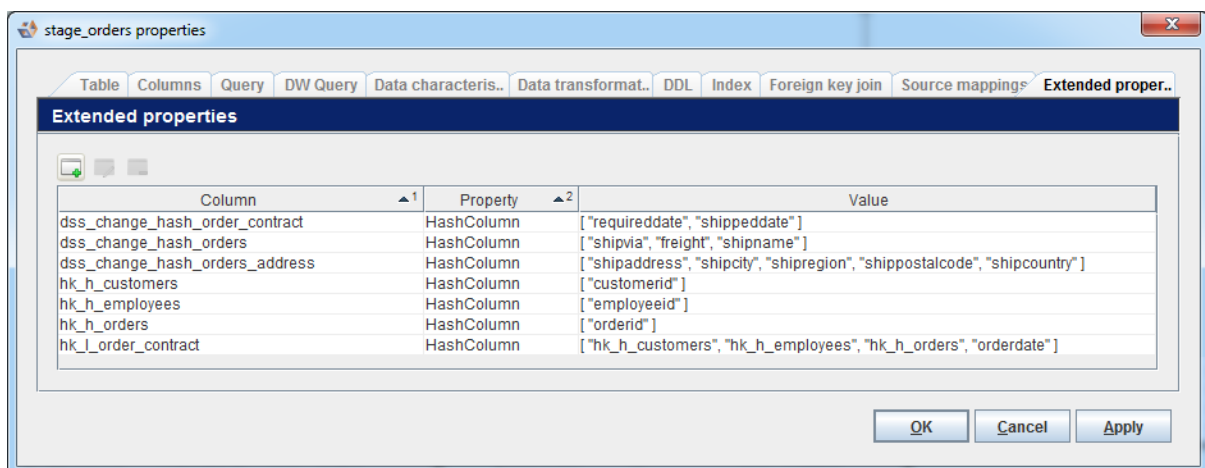 stage_orders properties
Table Columns Query DW Query Data characteris.. Data transformat.. DDL Index Foreign key join Source mappings Extended proper..
Extended properties
Column 1 Property 2 Value
dss_change_hash_order_contract HashColumn [ "requireddate", "shippeddate" ]
dss_change_hash_orders HashColumn [ "shipvia", "freight", "shipname" ]
dss_change_hash_orders_address HashColumn [ "shipaddress", "shipcity", "shipregion", "shippostalcode", "shipcountry" ]
hk_h_customers HashColumn [ "customerid" ]
hk_h_employees HashColumn [ "employeeid" ]
hk_h_orders HashColumn [ "orderid" ]
hk_l_order_contract HashColumn [ "hk_h_customers", "hk_h_employees", "hk_h_orders", "orderdate" ]
OK Cancel Apply